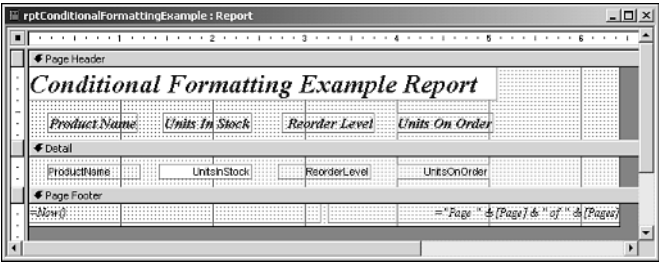 rptConditionalFormattingExample : Report
1 2 3 4 5 6
Page Header
Conditional Formatting Example Report
Product Name Units In Stock Reorder Level Units On Order
Detail
ProductName UnitsInStock ReorderLevel UnitsOnOrder
Page Footer
=Now() ="Page " & [Page] & " of " & [Pages]